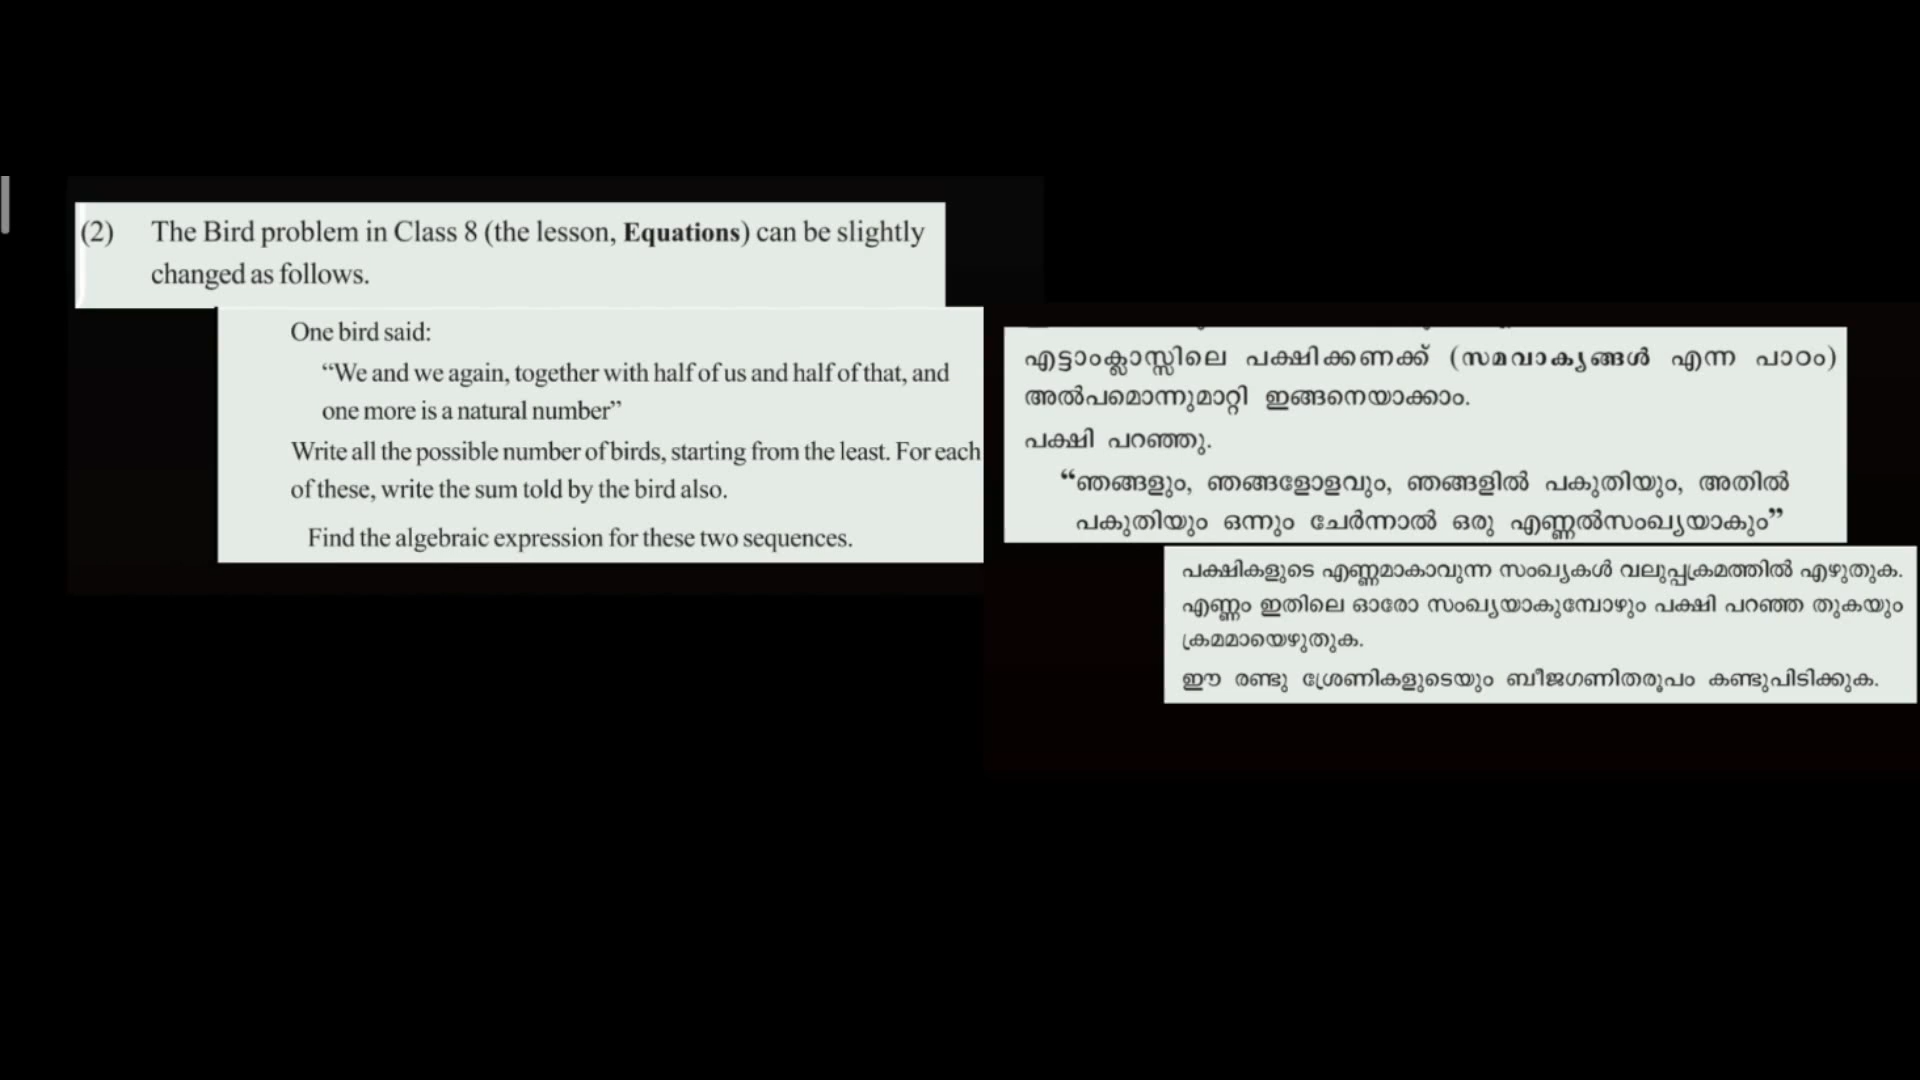 (2) The Bird problem in Class 8 (the lesson, Equations) can be slightly
changed as follows.
One bird said:
“We and we again, together with half of us and half of that, and
one more is a natural number”
Write all the possible number of birds, starting from the least. For each
of these, write the sum told by the bird also.
Find the algebraic expression for these two sequences.
എട്ടാംക്ലാസ്സിലെ പക്ഷിക്കണക്ക് (സമവാക്യങ്ങൾ എന്ന പാഠം)
അൽപമൊന്നുമാറ്റി ഇങ്ങനെയാക്കാം.
പക്ഷി പറഞ്ഞു.
“ഞങ്ങളും, ഞങ്ങളോളവും, ഞങ്ങളിൽ പകുതിയും, അതിൽ
പകുതിയും ഒന്നും ചേർന്നാൽ ഒരു എണ്ണൽസംഖ്യയാകും”
പക്ഷികളുടെ എണ്ണമാകാവുന്ന സംഖ്യകൾ വലുപ്പക്രമത്തിൽ എഴുതുക.
എണ്ണം ഇതിലെ ഓരോ സംഖ്യയാകുമ്പോഴും പക്ഷി പറഞ്ഞ തുകയും
ക്രമമായെഴുതുക.
ഈ രണ്ടു ശ്രേണികളുടെയും ബീജഗണിതരൂപം കണ്ടുപിടിക്കുക.